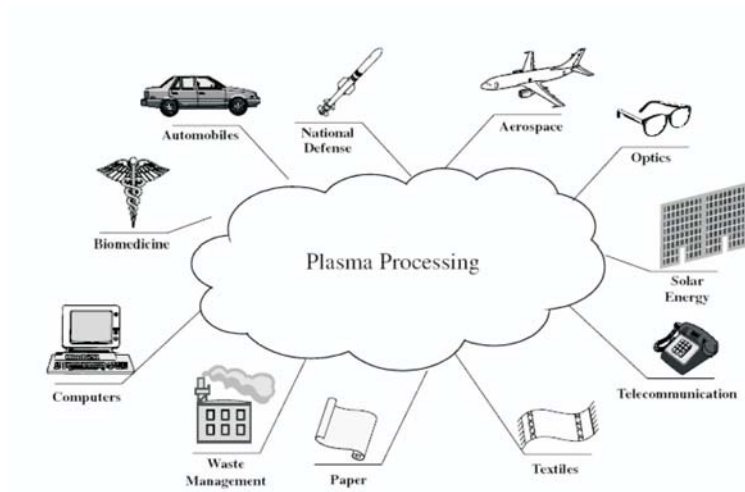 Automobiles
National
Defense
Aerospace
Optics
Biomedicine
Plasma Processing
Solar
Energy
Computers
Telecommunication
Waste
Management
Paper
Textiles